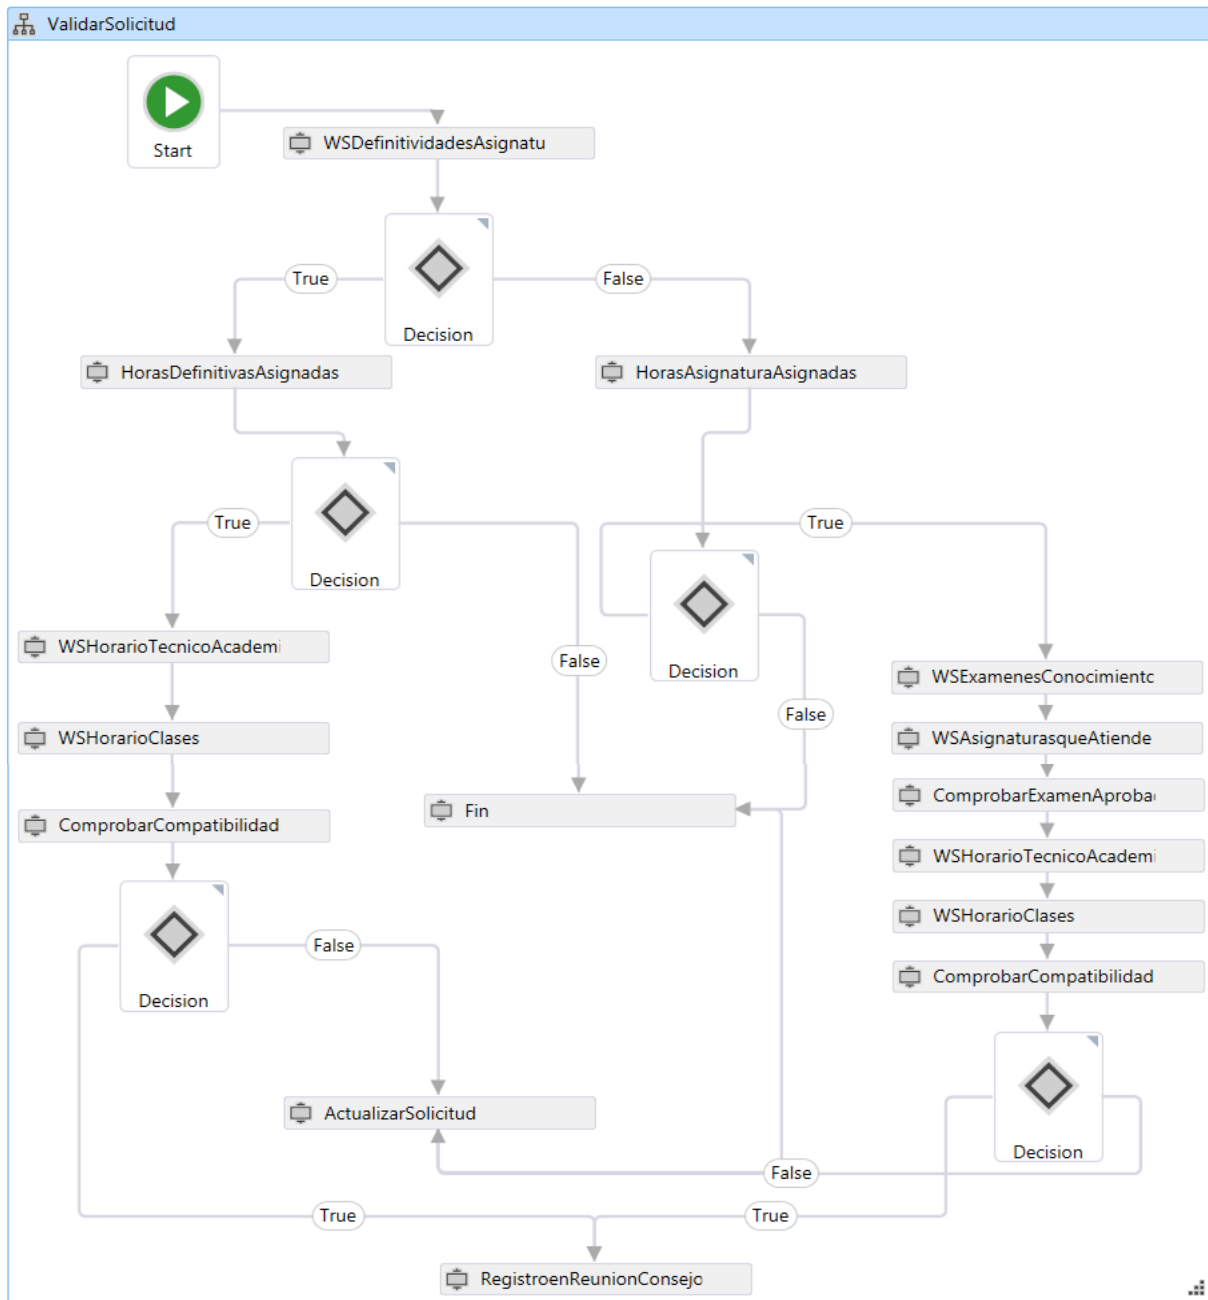 ValidarSolicitud
Start
WSDefinitividadesAsignatu
Decision
True
False
HorasDefinitivasAsignadas
HorasAsignaturaAsignadas
Decision
True
False
Decision
True
False
WSHorarioTecnicoAcademi
WSHorarioClases
ComprobarCompatibilidad
Fin
WSExamenesConocimientc
WSAsignaturasqueAtiende
ComprobarExamenAproba
WSHorarioTecnicoAcademi
WSHorarioClases
ComprobarCompatibilidad
Decision
False
ActualizarSolicitud
Decision
False
True
True
RegistroenReunionConsejo